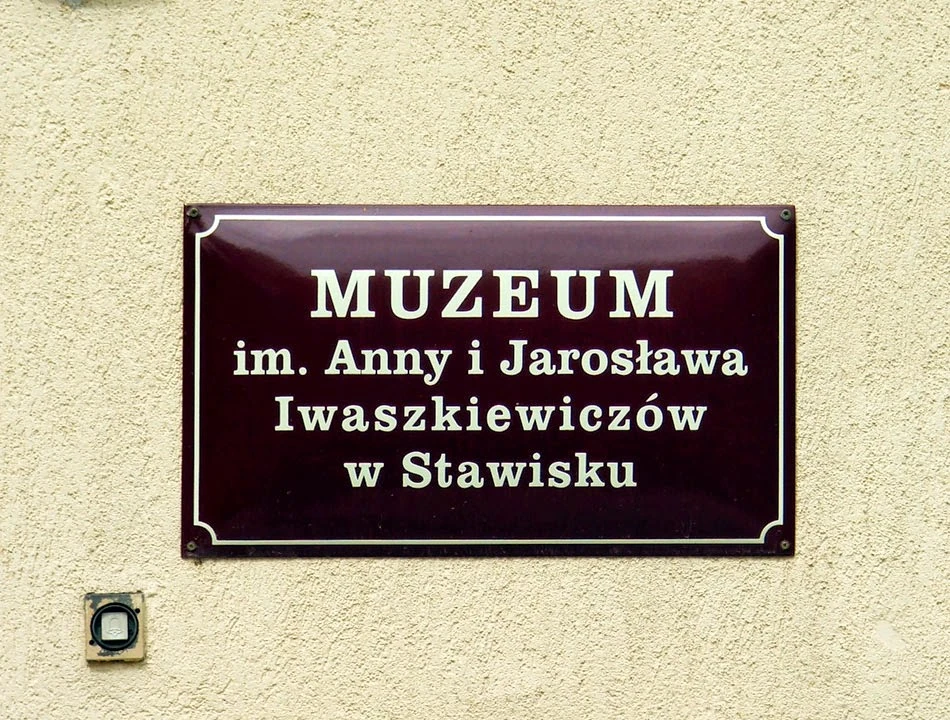 MUZEUM
im. Anny i Jarosława
Iwaszkiewiczów
w Stawisku